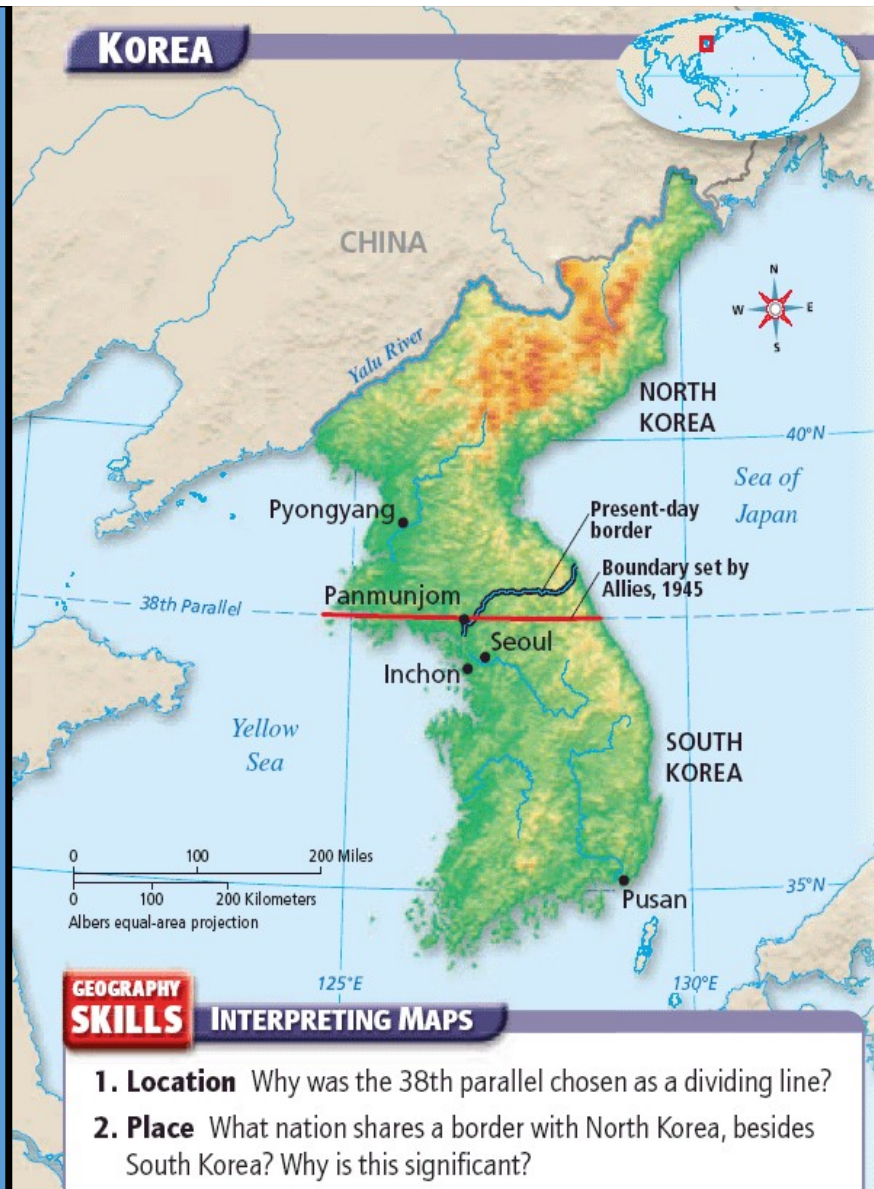 KOREA
CHINA
Yalu River
N
W E
S
NORTH
KOREA
40°N
Sea of
Japan
Pyongyang
Present-day
border
Boundary set by
Allies, 1945
Panmunjom
38th Parallel
Seoul
Inchon
Yellow
Sea
SOUTH
KOREA
0 100 200 Miles
0 100 200 Kilometers
Albers equal-area projection
35°N
Pusan
125°E
130°E
GEOGRAPHY
SKILLS INTERPRETING MAPS
1. Location Why was the 38th parallel chosen as a dividing line?
2. Place What nation shares a border with North Korea, besides
South Korea? Why is this significant?